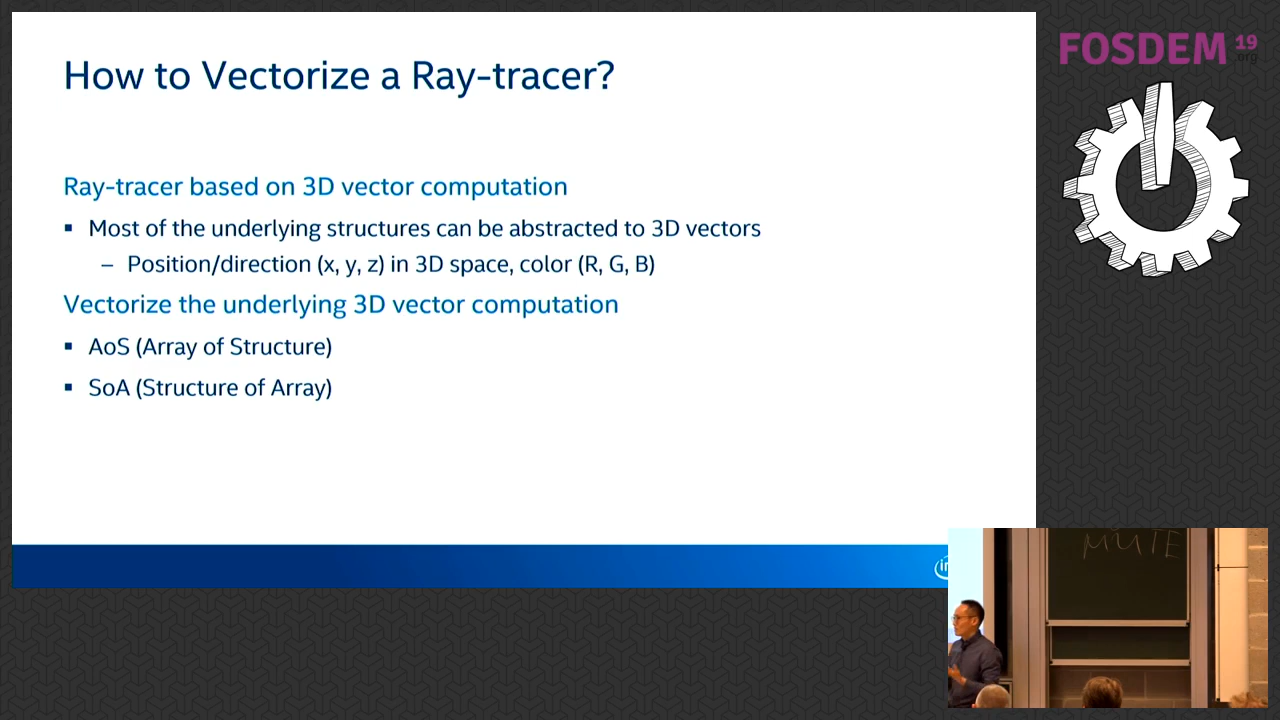 How to Vectorize a Ray-tracer?
Ray-tracer based on 3D vector computation
▪ Most of the underlying structures can be abstracted to 3D vectors
– Position/direction (x, y, z) in 3D space, color (R, G, B)
Vectorize the underlying 3D vector computation
▪ AoS (Array of Structure)
▪ SoA (Structure of Array)
FOSDEM 19
.org
MUTE